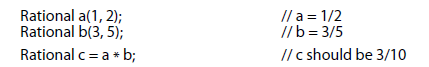 Rational a(1, 2); // a = 1/2
Rational b(3, 5); // b = 3/5
Rational c = a * b; // c should be 3/10